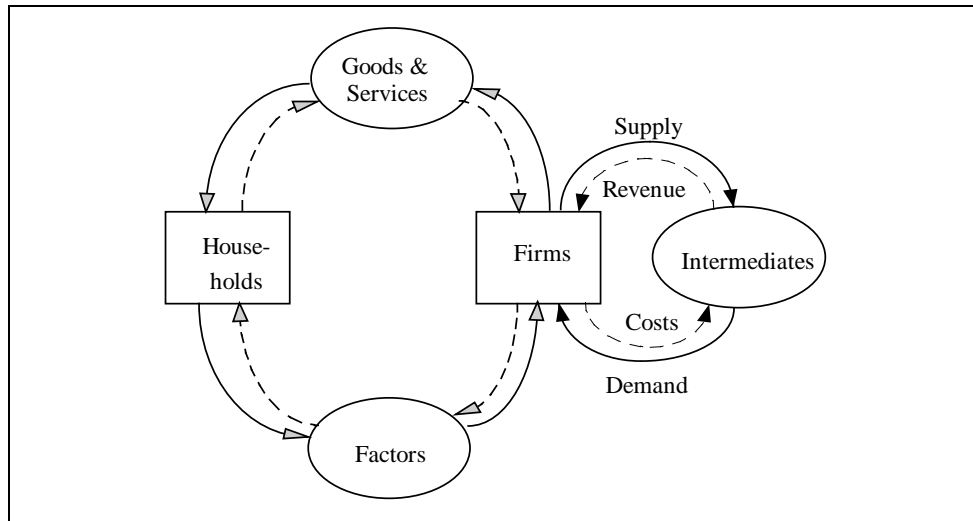 Goods &
Services
Supply
Revenue
House-
holds
Firms
Intermediates
Costs
Demand
Factors